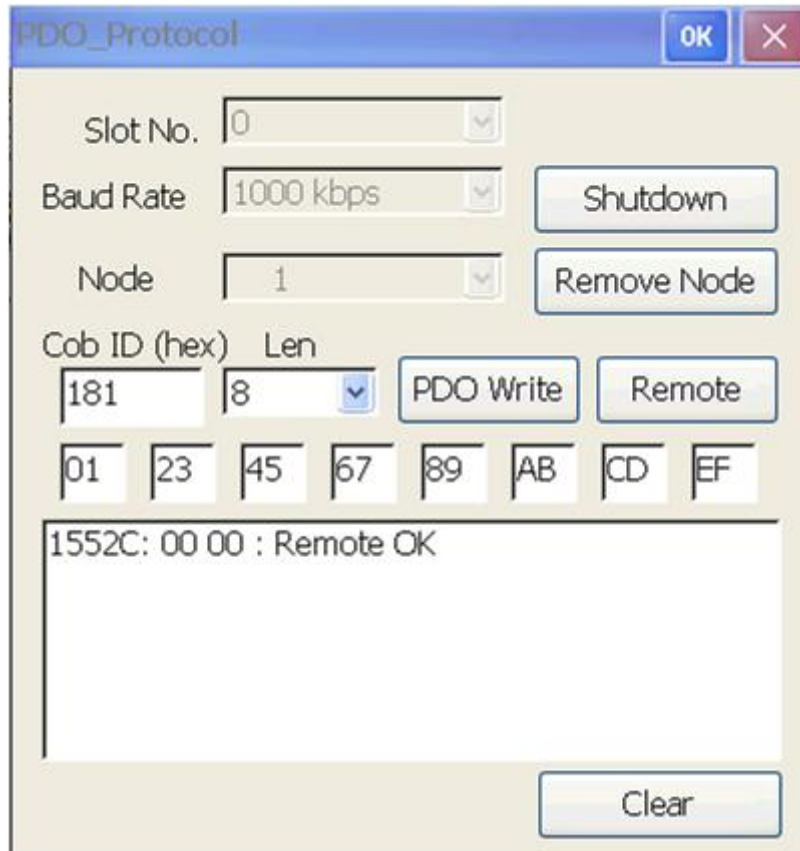 PDO_Protocol OK
Slot No. 0
Baud Rate 1000 kbps Shutdown
Node 1 Remove Node
Cob ID (hex) Len
181 8 PDO Write Remote
01 23 45 67 89 AB CD EF
1552C: 00 00 : Remote OK
Clear